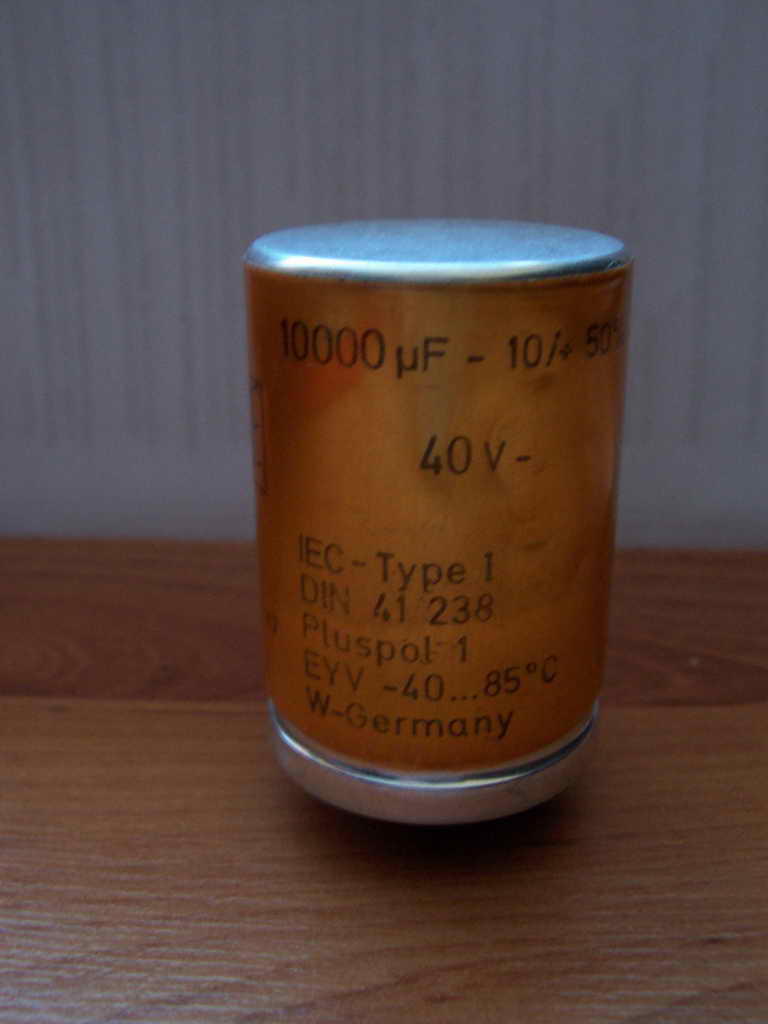 10000 µF - 10/+ 50%
40 V -
IEC - Type 1
DIN 41 238
Pluspol 1
EYV -40...85°C
W-Germany